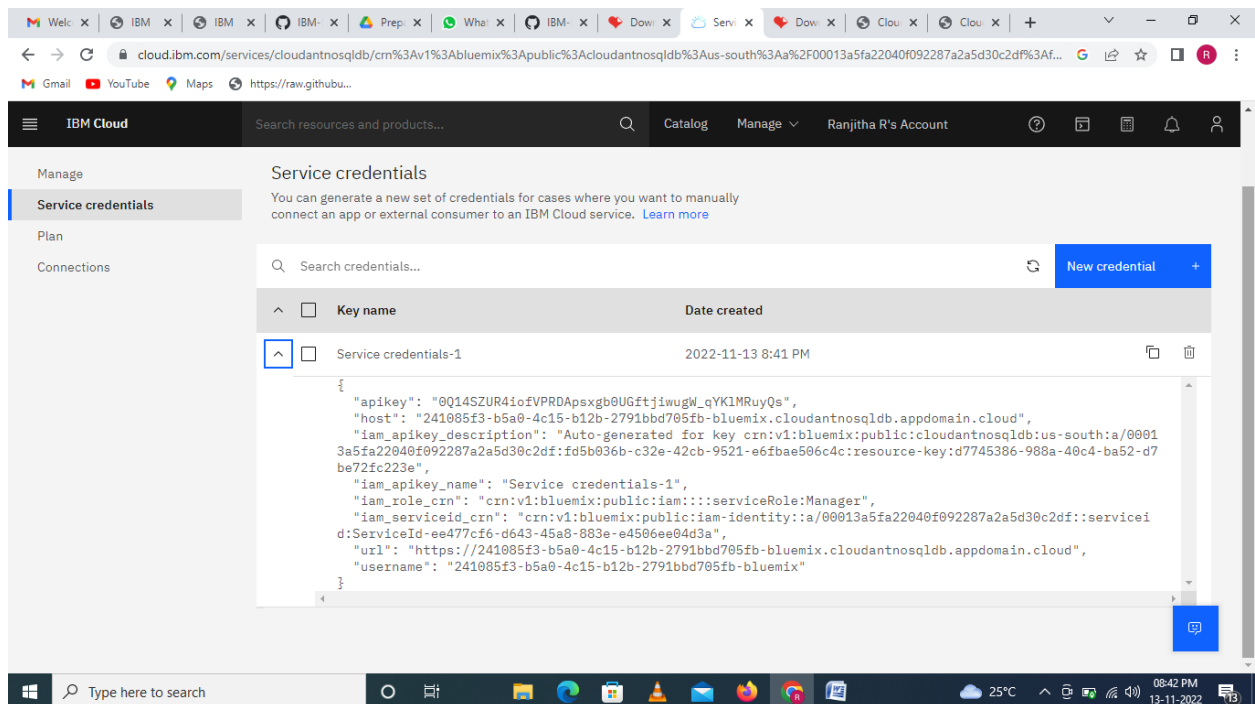 Welc
IBM
IBM
IBM-
Prepa
What
IBM-
Down
Servi
Dow
Clou
Clou
cloud.ibm.com/services/cloudantnosqldb/crn%3Av1%3Abluemix%3Apublic%3Acloudantnosqldb%3Aus-south%3Aa%2F00013a5fa22040f092287a2a5d30c2df%3Af...
G
R
Gmail
YouTube
Maps
https://raw.githubu...
IBM Cloud
Search resources and products...
Catalog
Manage
Ranjitha R's Account
Manage
Service credentials
Plan
Connections
Service credentials
You can generate a new set of credentials for cases where you want to manually
connect an app or external consumer to an IBM Cloud service. Learn more
Search credentials...
New credential +
Key name
Date created
Service credentials-1
2022-11-13 8:41 PM
{
"apikey": "0Q14SZUR4iofVPRDApsxgb0UGftjiwugW_qYKlMRuyQs",
"host": "241085f3-b5a0-4c15-b12b-2791bbd705fb-bluemix.cloudantnosqldb.appdomain.cloud",
"iam_apikey_description": "Auto-generated for key crn:v1:bluemix:public:cloudantnosqldb:us-south:a/0001
3a5fa22040f092287a2a5d30c2df:fd5b036b-c32e-42cb-9521-e6fbae506c4c:resource-key:d7745386-988a-40c4-ba52-d7
be72fc223e",
"iam_apikey_name": "Service credentials-1",
"iam_role_crn": "crn:v1:bluemix:public:iam::::serviceRole:Manager",
"iam_serviceid_crn": "crn:v1:bluemix:public:iam-identity::a/00013a5fa22040f092287a2a5d30c2df::servicei
d:ServiceId-ee477cf6-d643-45a8-883e-e4506ee04d3a",
"url": "https://241085f3-b5a0-4c15-b12b-2791bbd705fb-bluemix.cloudantnosqldb.appdomain.cloud",
"username": "241085f3-b5a0-4c15-b12b-2791bbd705fb-bluemix"
}
Type here to search
25°C
08:42 PM
13-11-2022
13